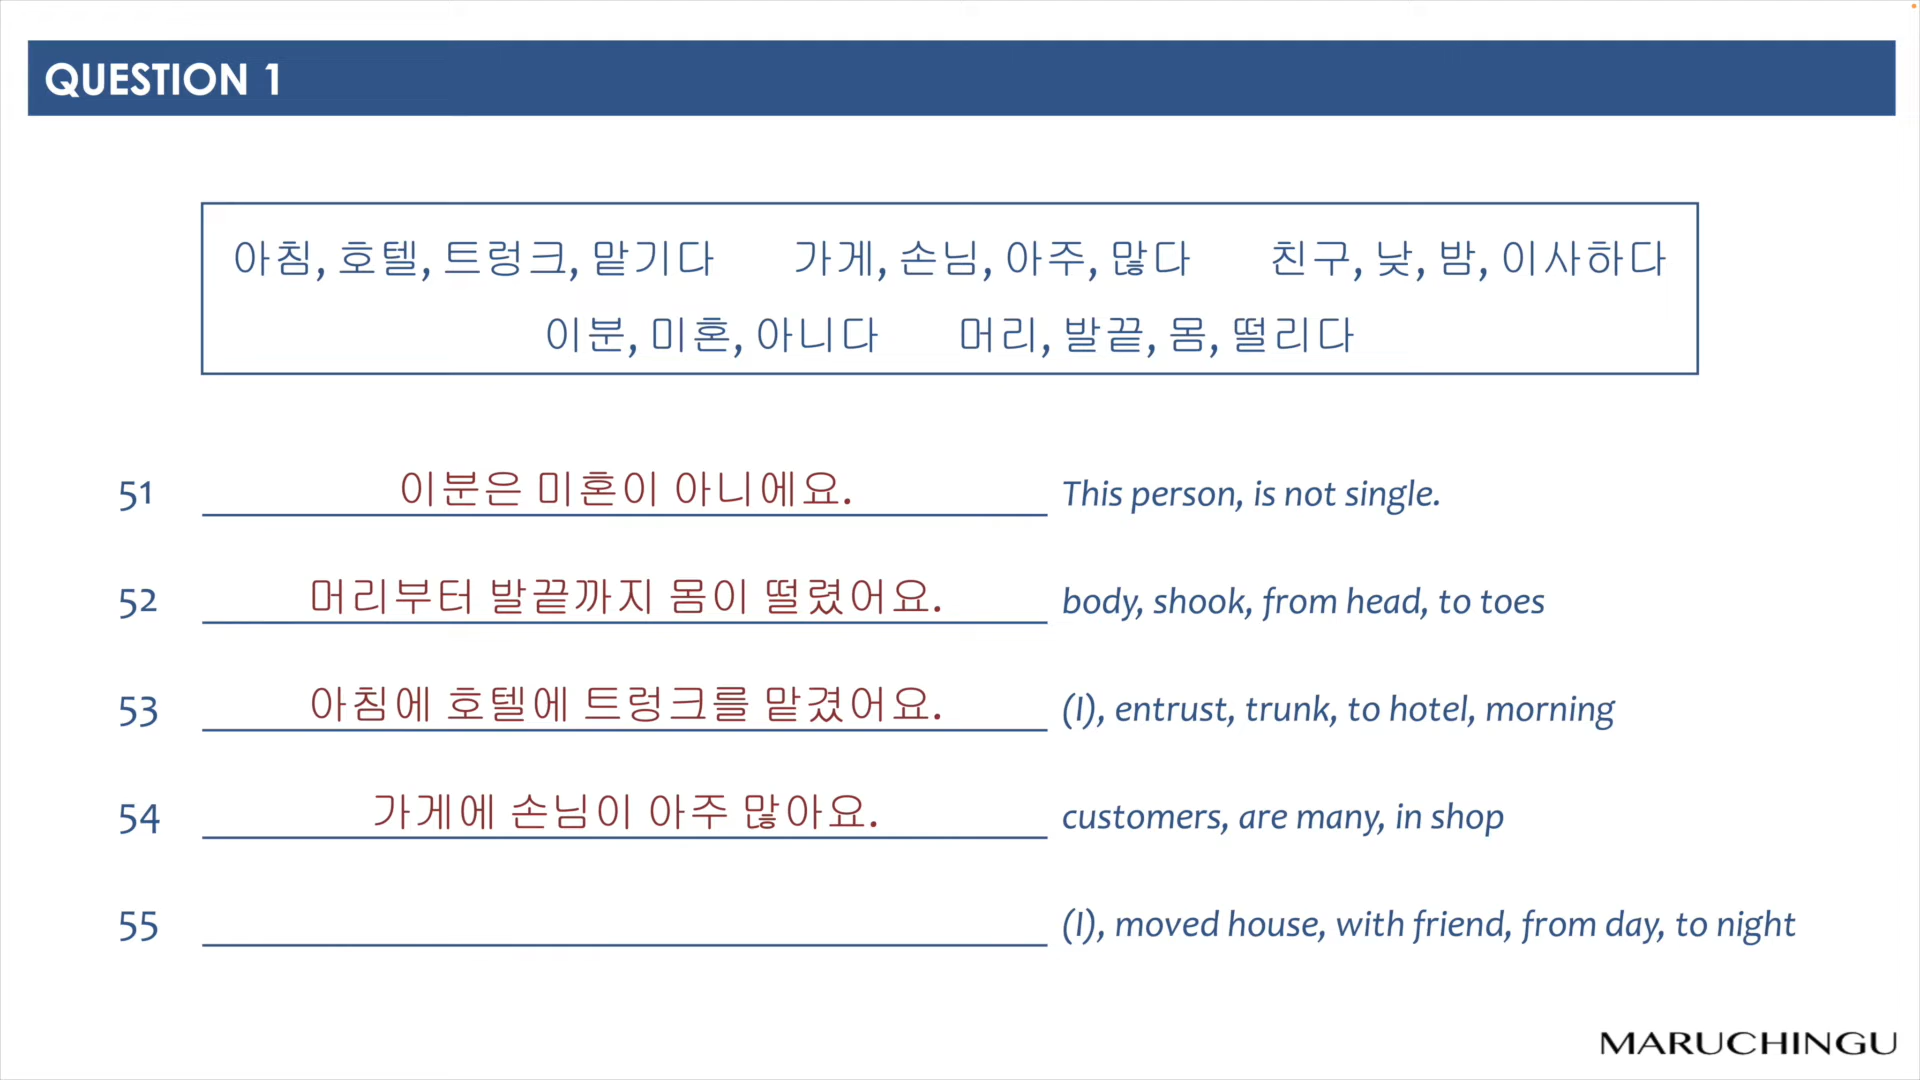 QUESTION 1
아침, 호텔, 트렁크, 맡기다 가게, 손님, 아주, 많다 친구, 낮, 밤, 이사하다
이분, 미혼, 아니다 머리, 발끝, 몸, 떨리다
51 이분은 미혼이 아니에요. This person, is not single.
52 머리부터 발끝까지 몸이 떨렸어요. body, shook, from head, to toes
53 아침에 호텔에 트렁크를 맡겼어요. (I), entrust, trunk, to hotel, morning
54 가게에 손님이 아주 많아요. customers, are many, in shop
55 (I), moved house, with friend, from day, to night
MARUCHINGU